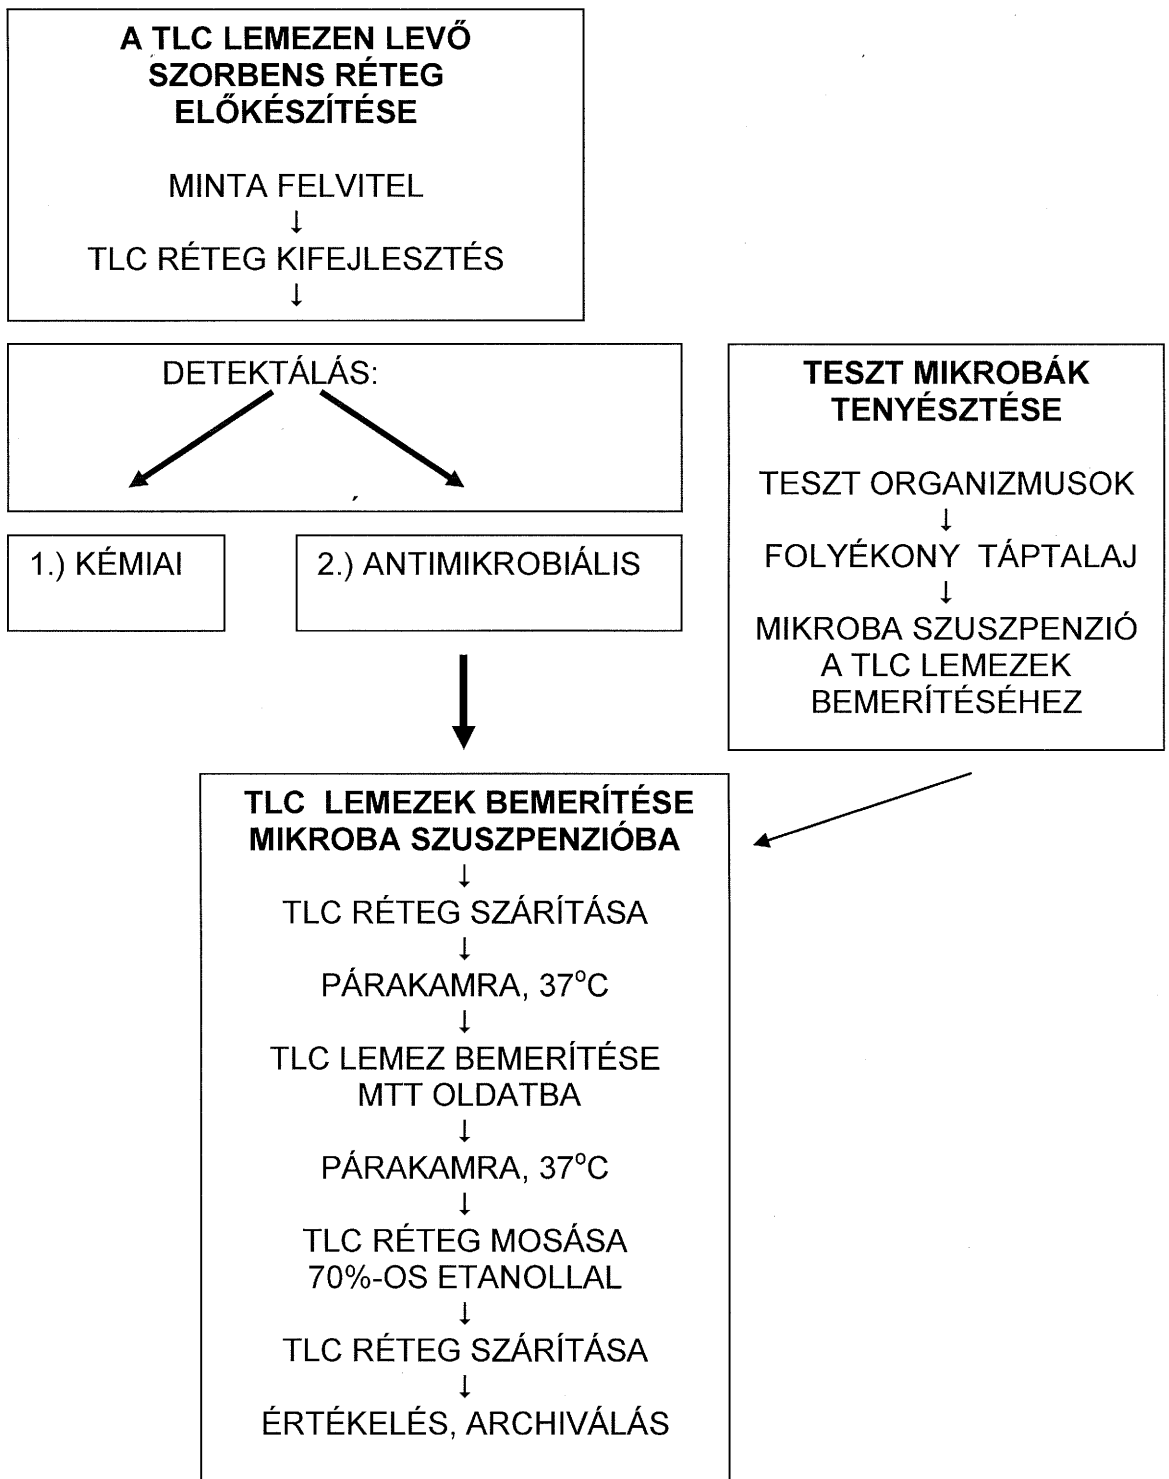 A TLC LEMEZEN LEVŐ
SZORBENS RÉTEG
ELŐKÉSZÍTÉSE
MINTA FELVITEL
↓
TLC RÉTEG KIFEJLESZTÉS
↓
DETEKTÁLÁS:
1.) KÉMIAI
2.) ANTIMIKROBIÁLIS
TESZT MIKROBÁK
TENYÉSZTÉSE
TESZT ORGANIZMUSOK
↓
FOLYÉKONY TÁPTALAJ
↓
MIKROBA SZUSZPENZIÓ
A TLC LEMEZEK
BEMERÍTÉSÉHEZ
TLC LEMEZEK BEMERÍTÉSE
MIKROBA SZUSZPENZIÓBA
↓
TLC RÉTEG SZÁRÍTÁSA
↓
PÁRAKAMRA, 37°C
↓
TLC LEMEZ BEMERÍTÉSE
MTT OLDATBA
↓
PÁRAKAMRA, 37°C
↓
TLC RÉTEG MOSÁSA
70%-OS ETANOLLAL
↓
TLC RÉTEG SZÁRÍTÁSA
↓
ÉRTÉKELÉS, ARCHIVÁLÁS